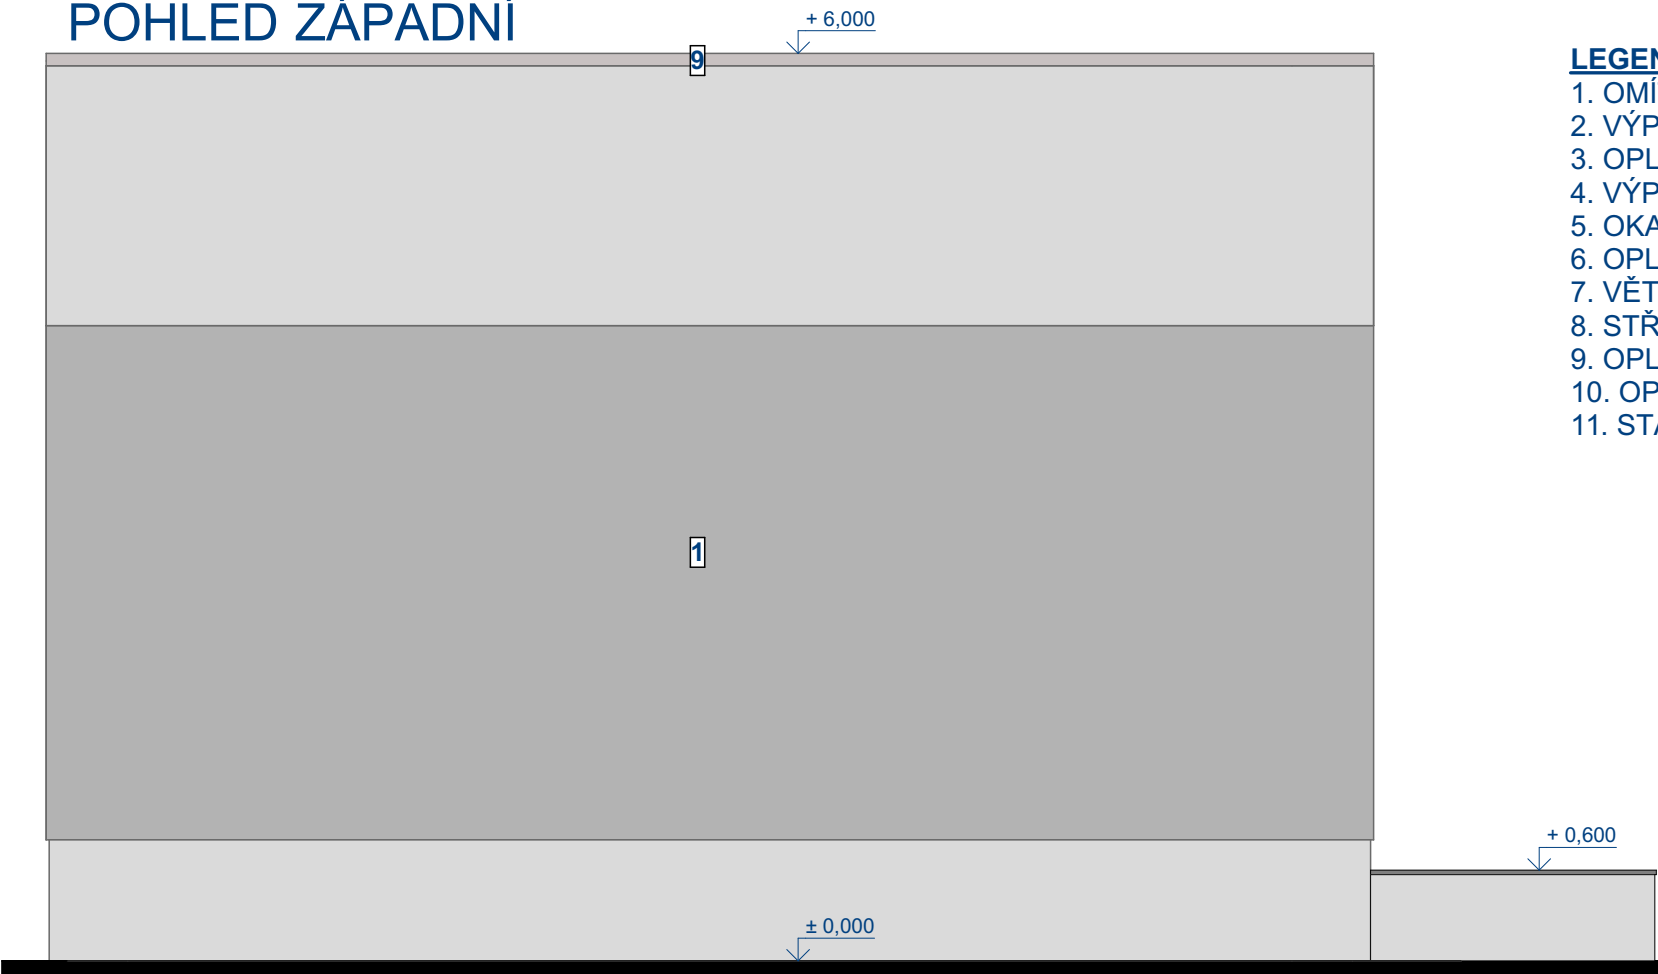 POHLED ZÁPADNÍ
+ 6,000
9
1
+ 0,600
± 0,000
LEGEN
1. OMÍ
2. VÝP
3. OPL
4. VÝP
5. OKA
6. OPL
7. VĚT
8. STŘ
9. OPL
10. OP
11. STA